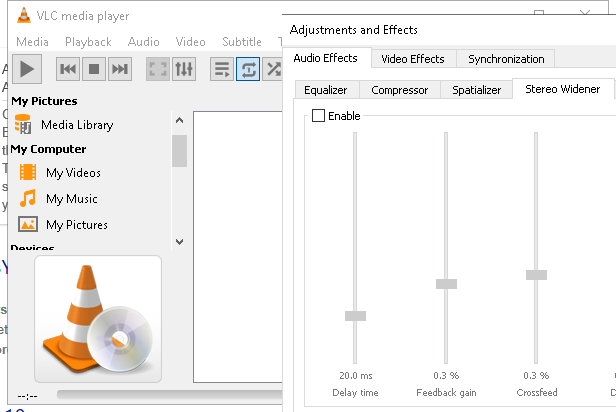 VLC media player
Media Playback Audio Video Subtitle
My Pictures
Media Library
My Computer
My Videos
My Music
My Pictures
Devices
--:--
Adjustments and Effects
Audio Effects Video Effects Synchronization
Equalizer Compressor Spatializer Stereo Widener
Enable
20.0 ms 0.3 % 0.3 %
Delay time Feedback gain Crossfeed